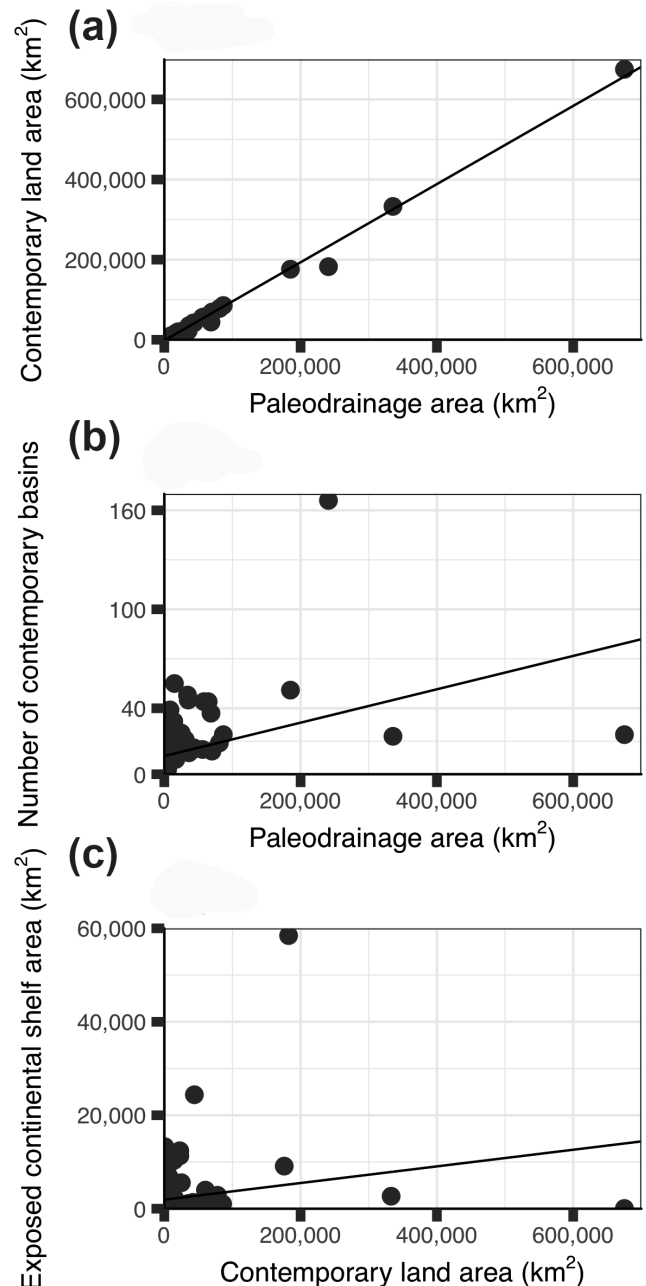 (a)
Contemporary land area (km²)
600,000
400,000
200,000
0
0 200,000 400,000 600,000
Paleodrainage area (km²)
(b)
Number of contemporary basins
160
100
40
0
0 200,000 400,000 600,000
Paleodrainage area (km²)
(c)
Exposed continental shelf area (km²)
60,000
40,000
20,000
0
0 200,000 400,000 600,000
Contemporary land area (km²)